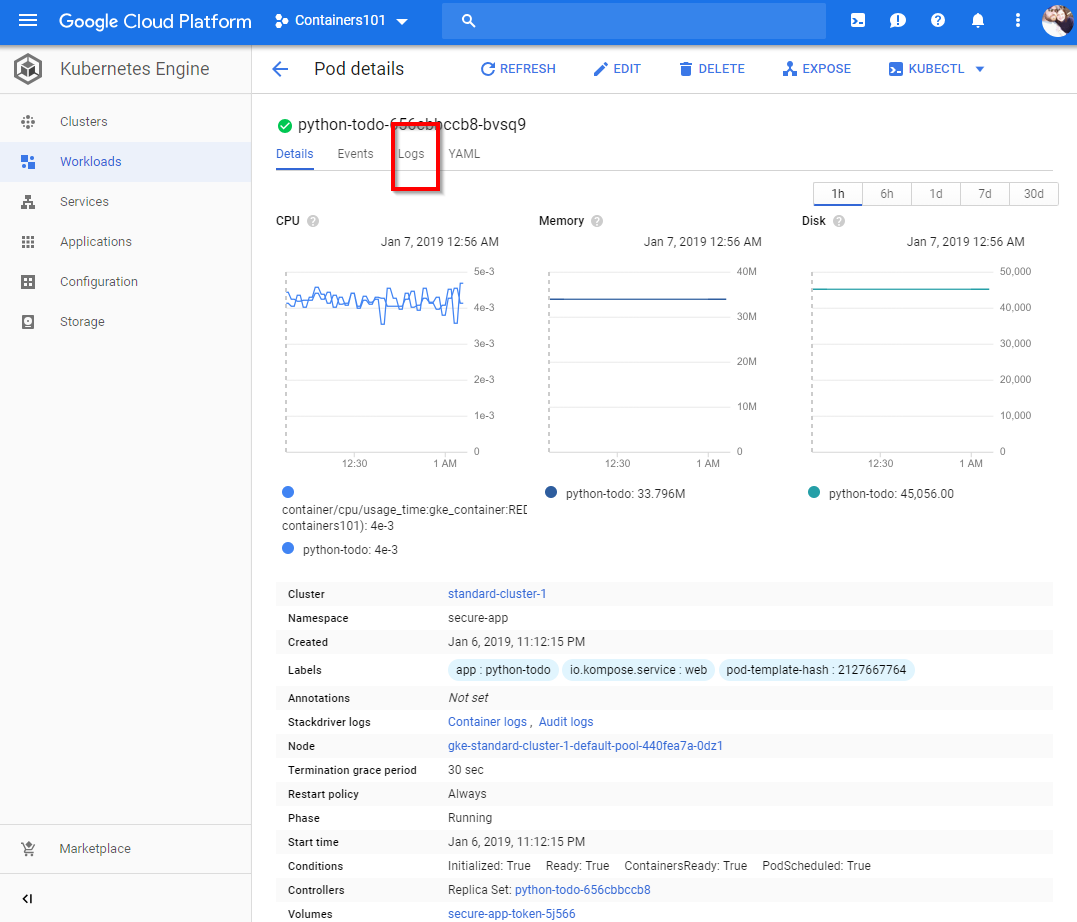 Google Cloud Platform Containers101
Kubernetes Engine
Pod details REFRESH EDIT DELETE EXPOSE KUBECTL
Clusters
Workloads
Services
Applications
Configuration
Storage
Marketplace
python-todo-656cbbccb8-bvsq9
Details Events Logs YAML
1h 6h 1d 7d 30d
CPU ?
Jan 7, 2019 12:56 AM
5e-3
4e-3
3e-3
2e-3
1e-3
0
12:30 1 AM
container/cpu/usage_time:gke_container:RED
containers101): 4e-3
python-todo: 4e-3
Memory ?
Jan 7, 2019 12:56 AM
40M
30M
20M
10M
0
12:30 1 AM
python-todo: 33.796M
Disk ?
Jan 7, 2019 12:56 AM
50,000
40,000
30,000
20,000
10,000
0
12:30 1 AM
python-todo: 45,056.00
Cluster standard-cluster-1
Namespace secure-app
Created Jan 6, 2019, 11:12:15 PM
Labels app : python-todo io.kompose.service : web pod-template-hash : 2127667764
Annotations Not set
Stackdriver logs Container logs , Audit logs
Node gke-standard-cluster-1-default-pool-440fea7a-0dz1
Termination grace period 30 sec
Restart policy Always
Phase Running
Start time Jan 6, 2019, 11:12:15 PM
Conditions Initialized: True Ready: True ContainersReady: True PodScheduled: True
Controllers Replica Set: python-todo-656cbbccb8
Volumes secure-app-token-5j566